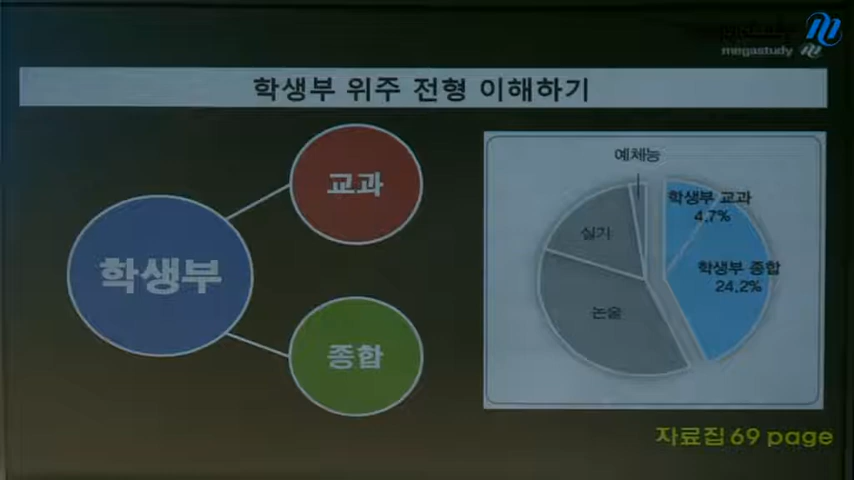 megastudy
학생부 위주 전형 이해하기
학생부
교과
종합
예체능
실기
논술
학생부 교과
4.7%
학생부 종합
24.2%
자료집 69 page